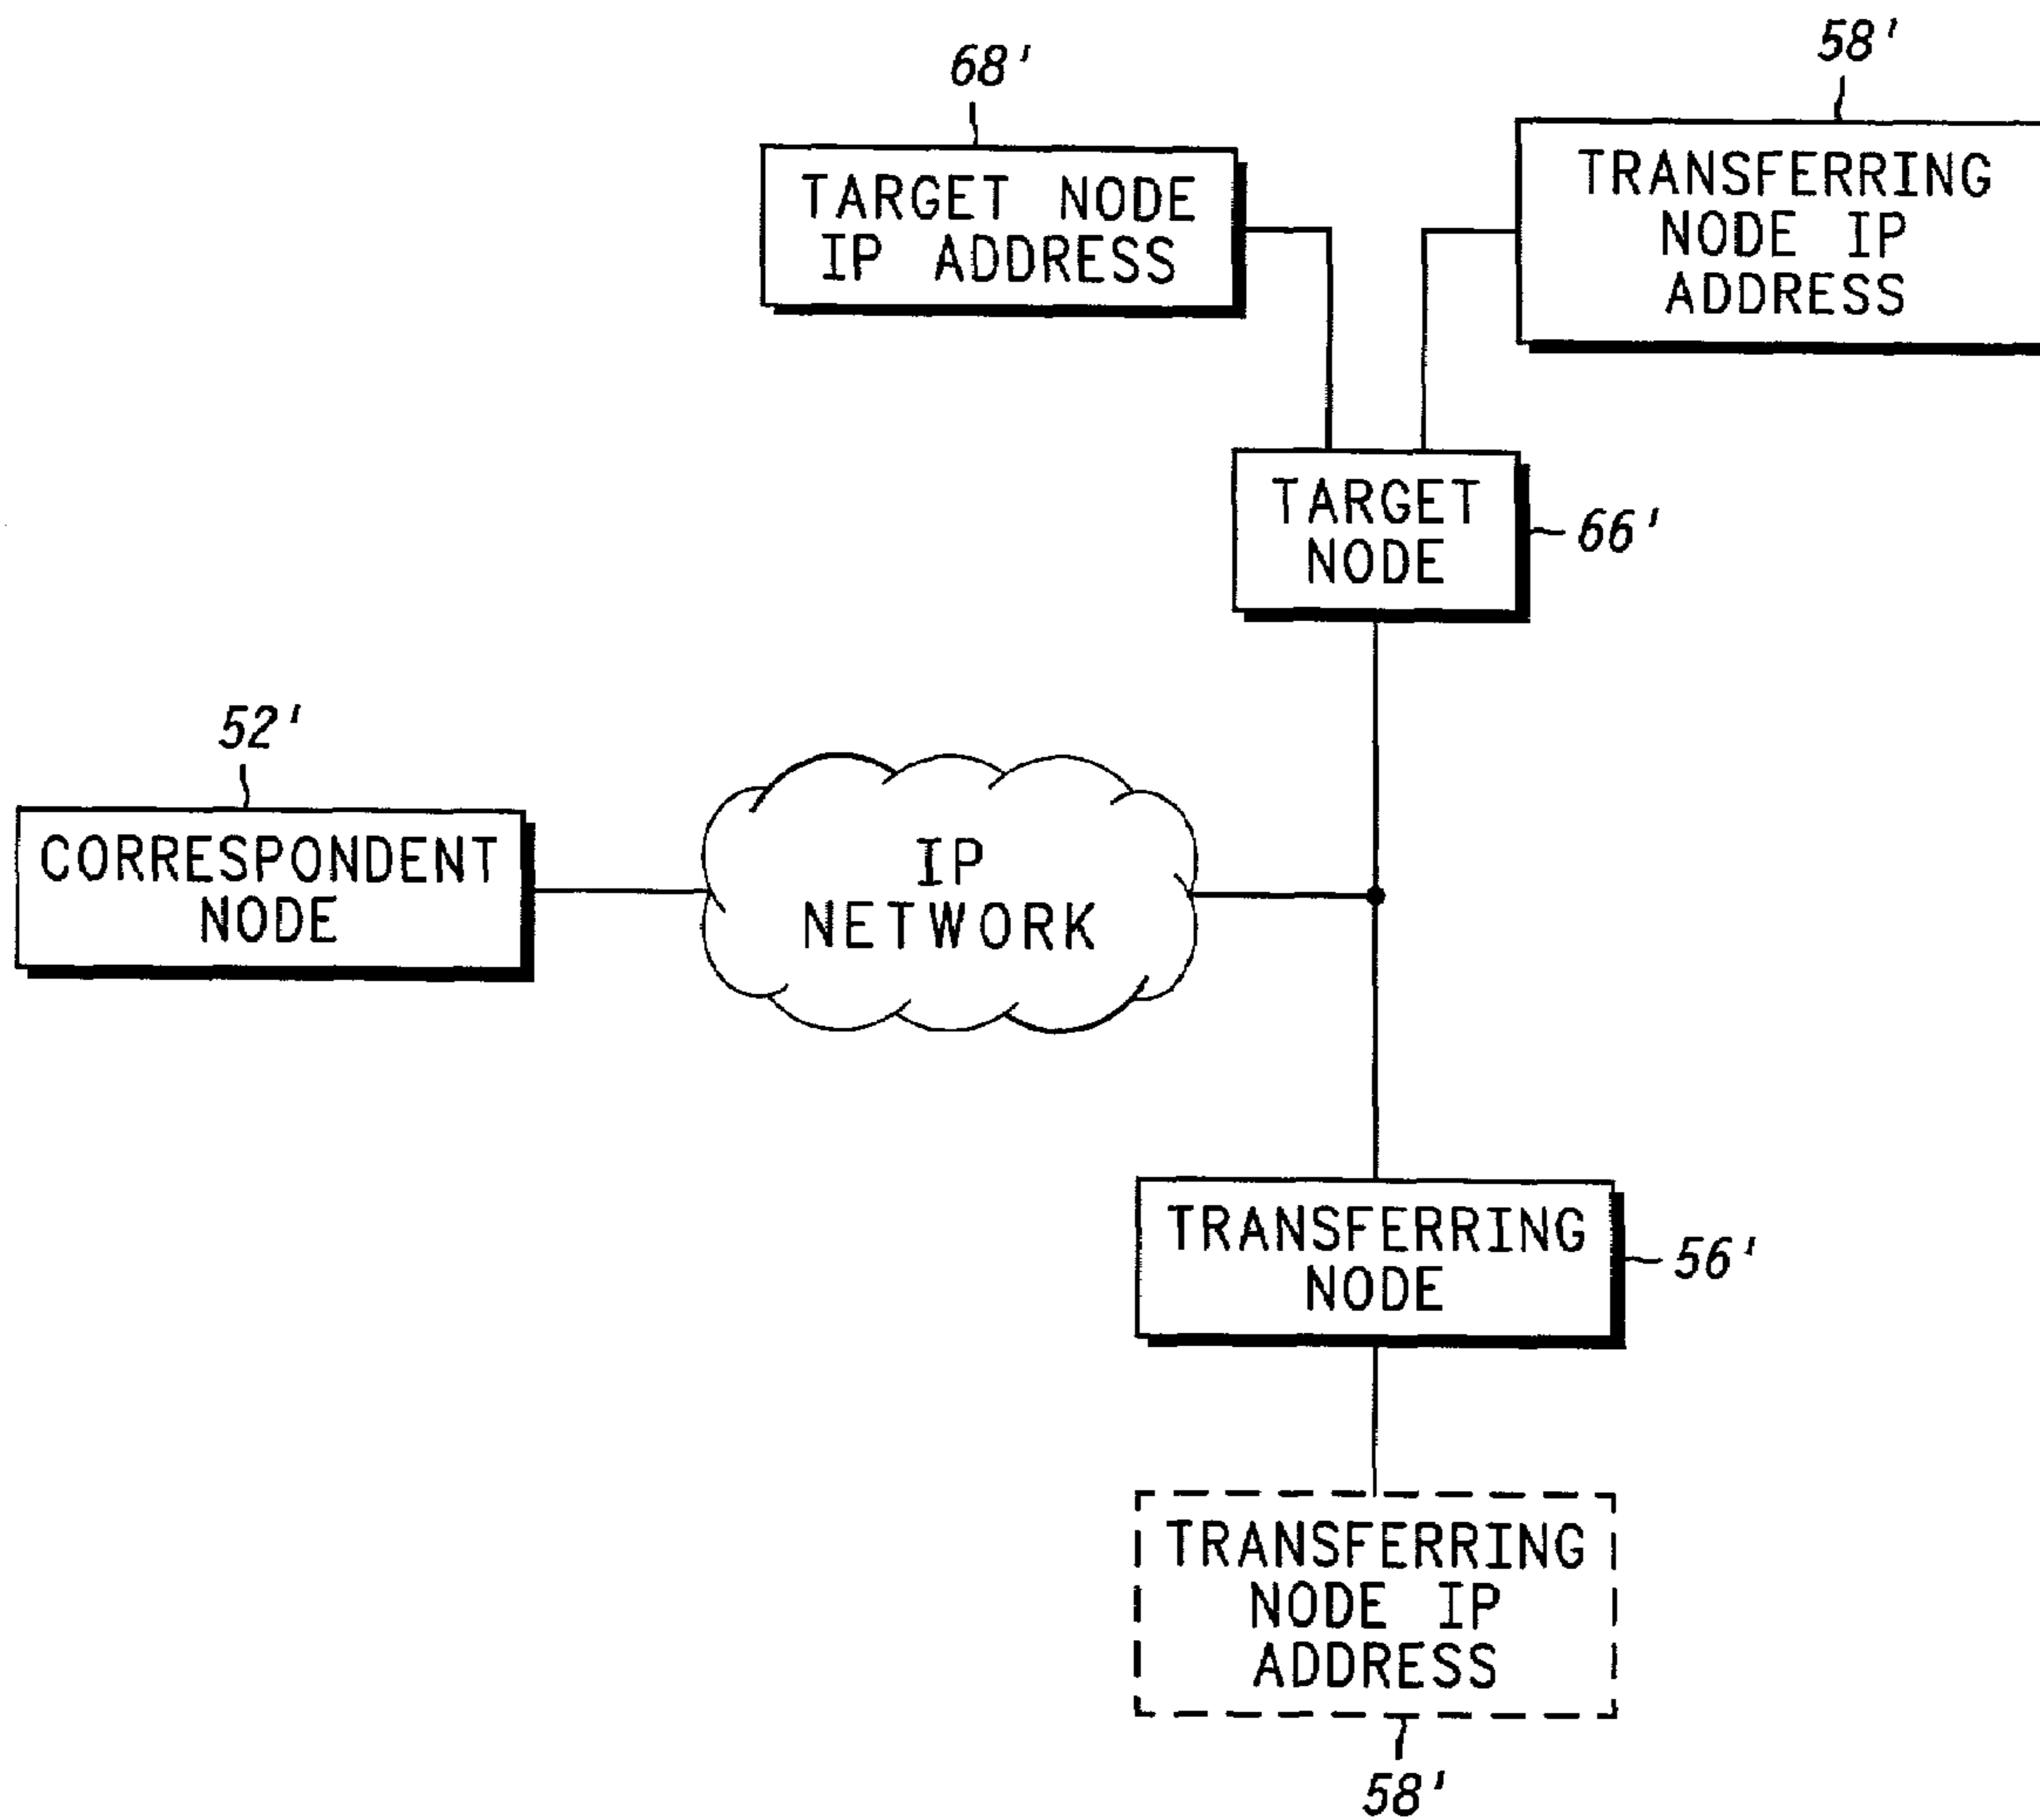 68'
58'
TARGET NODE
IP ADDRESS
TRANSFERRING
NODE IP
ADDRESS
TARGET
NODE
66'
52'
CORRESPONDENT
NODE
IP
NETWORK
TRANSFERRING
NODE
56'
TRANSFERRING
NODE IP
ADDRESS
58'